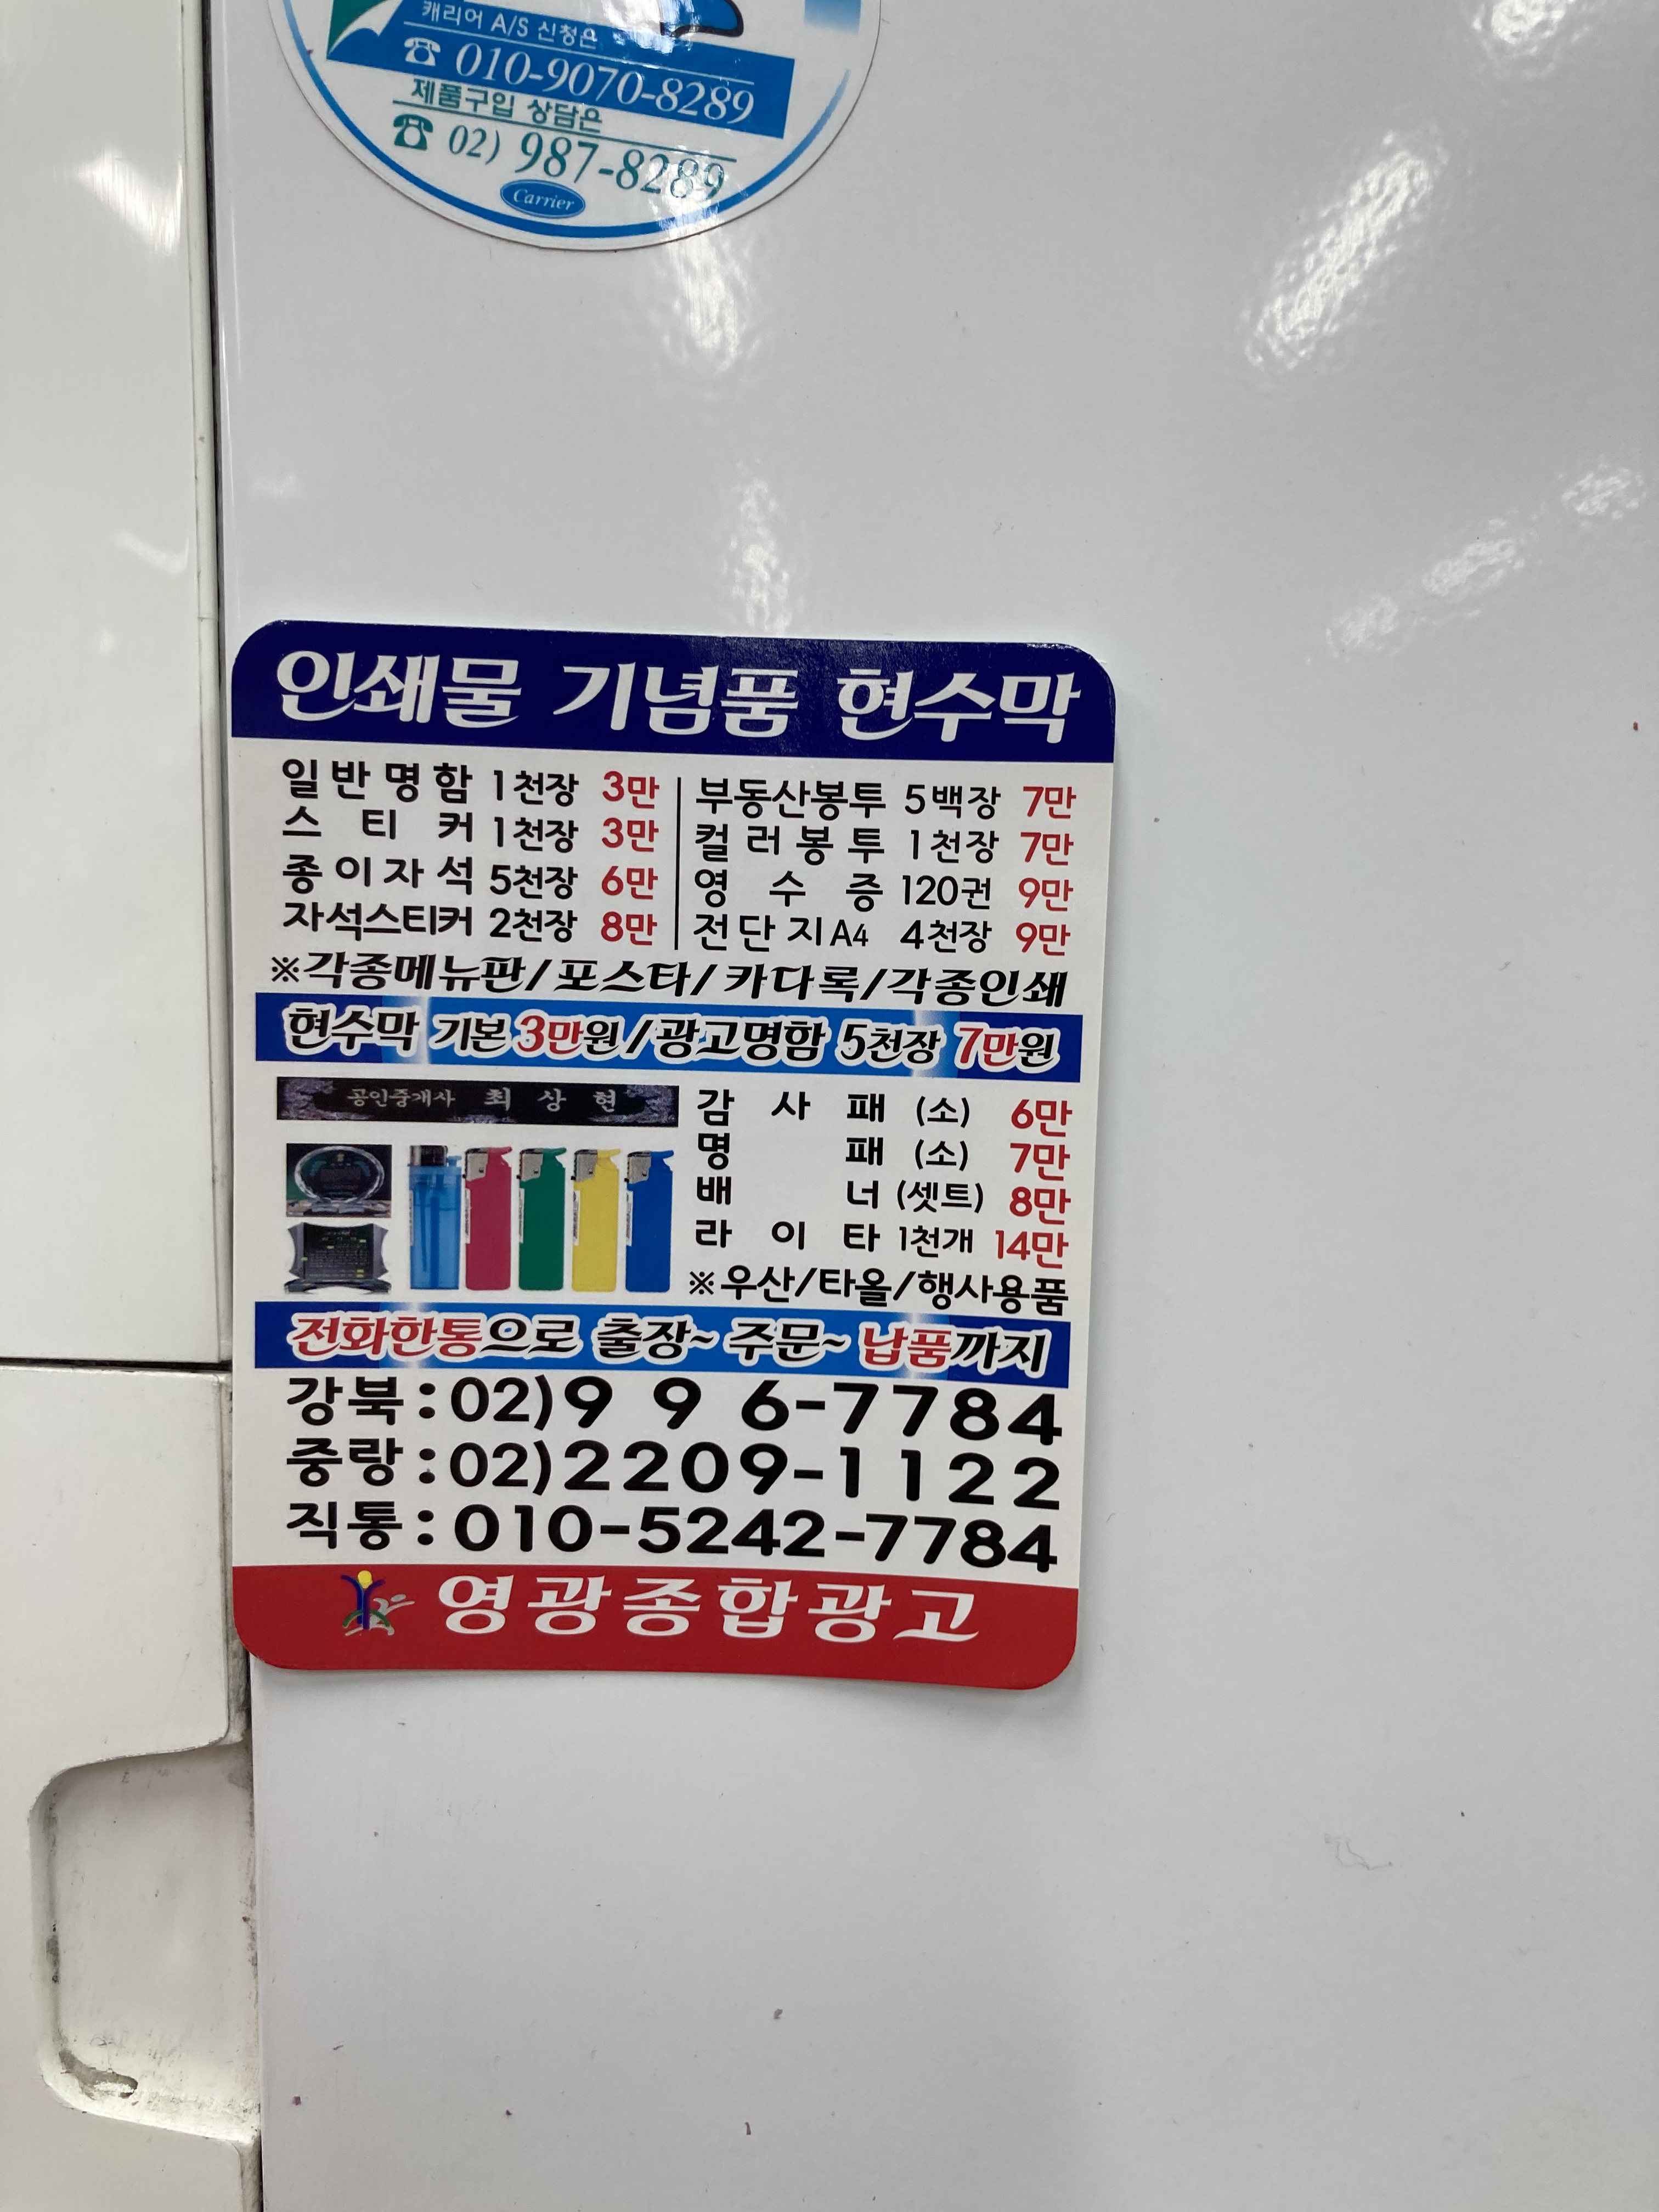 캐리어 A/S 신청은
☎ 010-9070-8289
제품구입 상담은
☎ 02) 987-8289
Carrier
인쇄물 기념품 현수막
일반명함 1천장 3만
스티커 1천장 3만
종이자석 5천장 6만
자석스티커 2천장 8만
부동산봉투 5백장 7만
컬러봉투 1천장 7만
영수증 120권 9만
전단지A4 4천장 9만
※각종메뉴판/포스타/카다록/각종인쇄
현수막 기본 3만원/광고명함 5천장 7만원
공인중개사 최상현
감사패 (소) 6만
명패 (소) 7만
배너 (셋트) 8만
라이타 1천개 14만
※우산/타올/행사용품
전화한통으로 출장~ 주문~ 납품까지
강북:02)996-7784
중랑:02)2209-1122
직통:010-5242-7784
영광종합광고